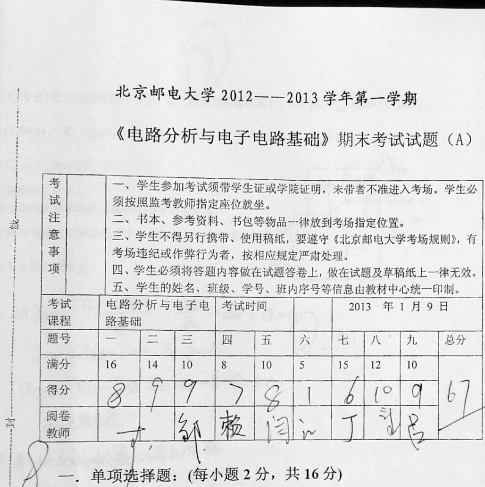 北京邮电大学 2012——2013 学年第一学期
《电路分析与电子电路基础》期末考试试题（A）
考试注意事项
一、学生参加考试须带学生证或学院证明，未带者不准进入考场。学生必
须按照监考教师指定座位就坐。
二、书本、参考资料、书包等物品一律放到考场指定位置。
三、学生不得另行携带、使用稿纸，要遵守《北京邮电大学考场规则》，有
考场违纪或作弊行为者，按相应规定严肃处理。
四、学生必须将答题内容做在试题答卷上，做在试题及草稿纸上一律无效。
五、学生的姓名、班级、学号、班内序号等信息由教材中心统一印制。
考试课程 电路分析与电子电路基础 考试时间 2013 年 1 月 9 日
题号 一 二 三 四 五 六 七 八 九 总分
满分 16 14 10 8 10 5 15 12 10
得分 8 9 9 7 8 1 6 10 9 67
阅卷教师 邹 赖 闫 丁 吕
8
一．单项选择题：(每小题 2 分，共 16 分)